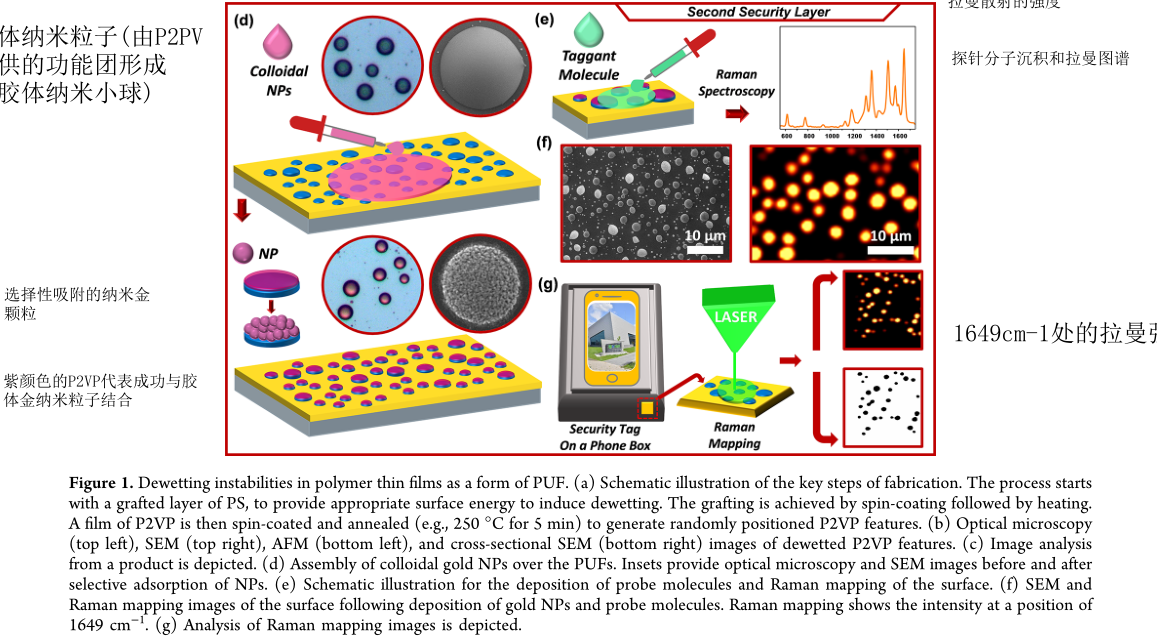 体纳米粒子(由P2PV
供的功能团形成
胶体纳米小球)
选择性吸附的纳米金
颗粒
紫颜色的P2VP代表成功与胶
体金纳米粒子结合
(d)
Colloidal
NPs
NP
(e)
Second Security Layer
Taggant
Molecule
Raman
Spectroscopy
600 800 1000 1200 1400 1600
(f)
10 μm
10 μm
(g)
LASER
Security Tag
On a Phone Box
Raman
Mapping
拉曼散射的强度
探针分子沉积和拉曼图谱
1649cm-1处的拉曼强
Figure 1. Dewetting instabilities in polymer thin films as a form of PUF. (a) Schematic illustration of the key steps of fabrication. The process starts
with a grafted layer of PS, to provide appropriate surface energy to induce dewetting. The grafting is achieved by spin-coating followed by heating.
A film of P2VP is then spin-coated and annealed (e.g., 250 °C for 5 min) to generate randomly positioned P2VP features. (b) Optical microscopy
(top left), SEM (top right), AFM (bottom left), and cross-sectional SEM (bottom right) images of dewetted P2VP features. (c) Image analysis
from a product is depicted. (d) Assembly of colloidal gold NPs over the PUFs. Insets provide optical microscopy and SEM images before and after
selective adsorption of NPs. (e) Schematic illustration for the deposition of probe molecules and Raman mapping of the surface. (f) SEM and
Raman mapping images of the surface following deposition of gold NPs and probe molecules. Raman mapping shows the intensity at a position of
1649 cm⁻¹. (g) Analysis of Raman mapping images is depicted.